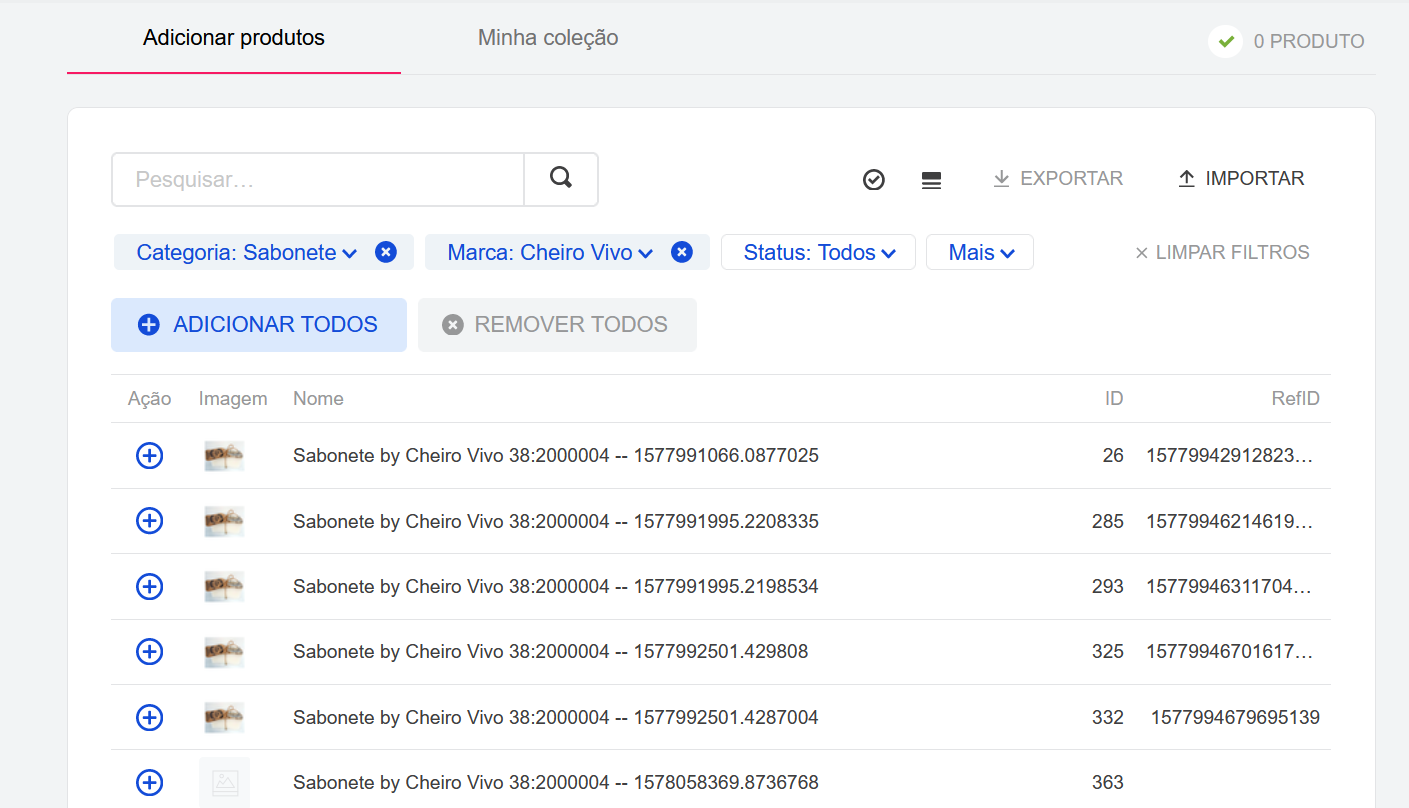 Adicionar produtos Minha coleção 0 PRODUTO
Pesquisar... EXPORTAR IMPORTAR
Categoria: Sabonete Marca: Cheiro Vivo Status: Todos Mais LIMPAR FILTROS
ADICIONAR TODOS REMOVER TODOS
Ação Imagem Nome ID RefID
Sabonete by Cheiro Vivo 38:2000004 -- 1577991066.0877025 26 15779942912823...
Sabonete by Cheiro Vivo 38:2000004 -- 1577991995.2208335 285 15779946214619...
Sabonete by Cheiro Vivo 38:2000004 -- 1577991995.2198534 293 15779946311704...
Sabonete by Cheiro Vivo 38:2000004 -- 1577992501.429808 325 15779946701617...
Sabonete by Cheiro Vivo 38:2000004 -- 1577992501.4287004 332 1577994679695139
Sabonete by Cheiro Vivo 38:2000004 -- 1578058369.8736768 363